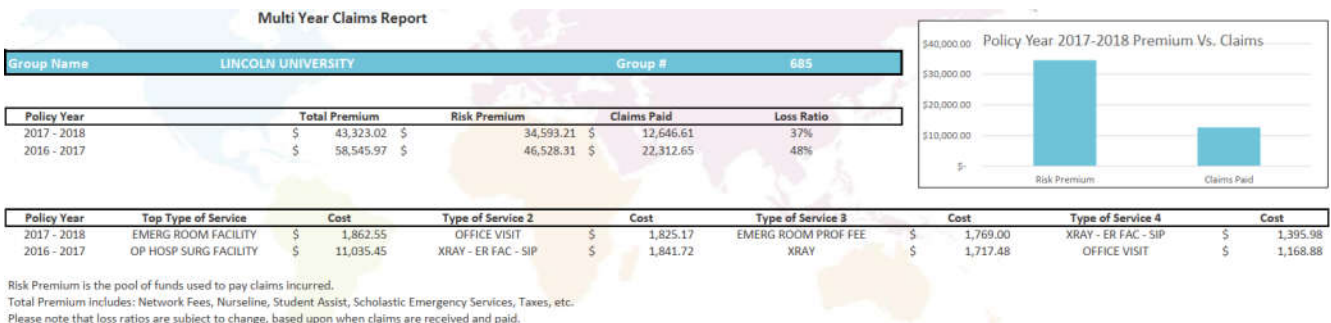 Multi Year Claims Report
Group Name LINCOLN UNIVERSITY Group # 685
Policy Year Total Premium Risk Premium Claims Paid Loss Ratio
2017 - 2018 $ 43,323.02 $ 34,593.21 $ 12,646.61 37%
2016 - 2017 $ 58,545.97 $ 46,528.31 $ 22,312.65 48%
Policy Year 2017-2018 Premium Vs. Claims
$40,000.00
$30,000.00
$20,000.00
$10,000.00
$-
Risk Premium Claims Paid
Policy Year Top Type of Service Cost Type of Service 2 Cost Type of Service 3 Cost Type of Service 4 Cost
2017 - 2018 EMERG ROOM FACILITY $ 1,862.55 OFFICE VISIT $ 1,825.17 EMERG ROOM PROF FEE $ 1,769.00 XRAY - ER FAC - SIP $ 1,395.98
2016 - 2017 OP HOSP SURG FACILITY $ 11,035.45 XRAY - ER FAC - SIP $ 1,841.72 XRAY $ 1,717.48 OFFICE VISIT $ 1,168.88
Risk Premium is the pool of funds used to pay claims incurred.
Total Premium includes: Network Fees, Nurseline, Student Assist, Scholastic Emergency Services, Taxes, etc.
Please note that loss ratios are subject to change, based upon when claims are received and paid.